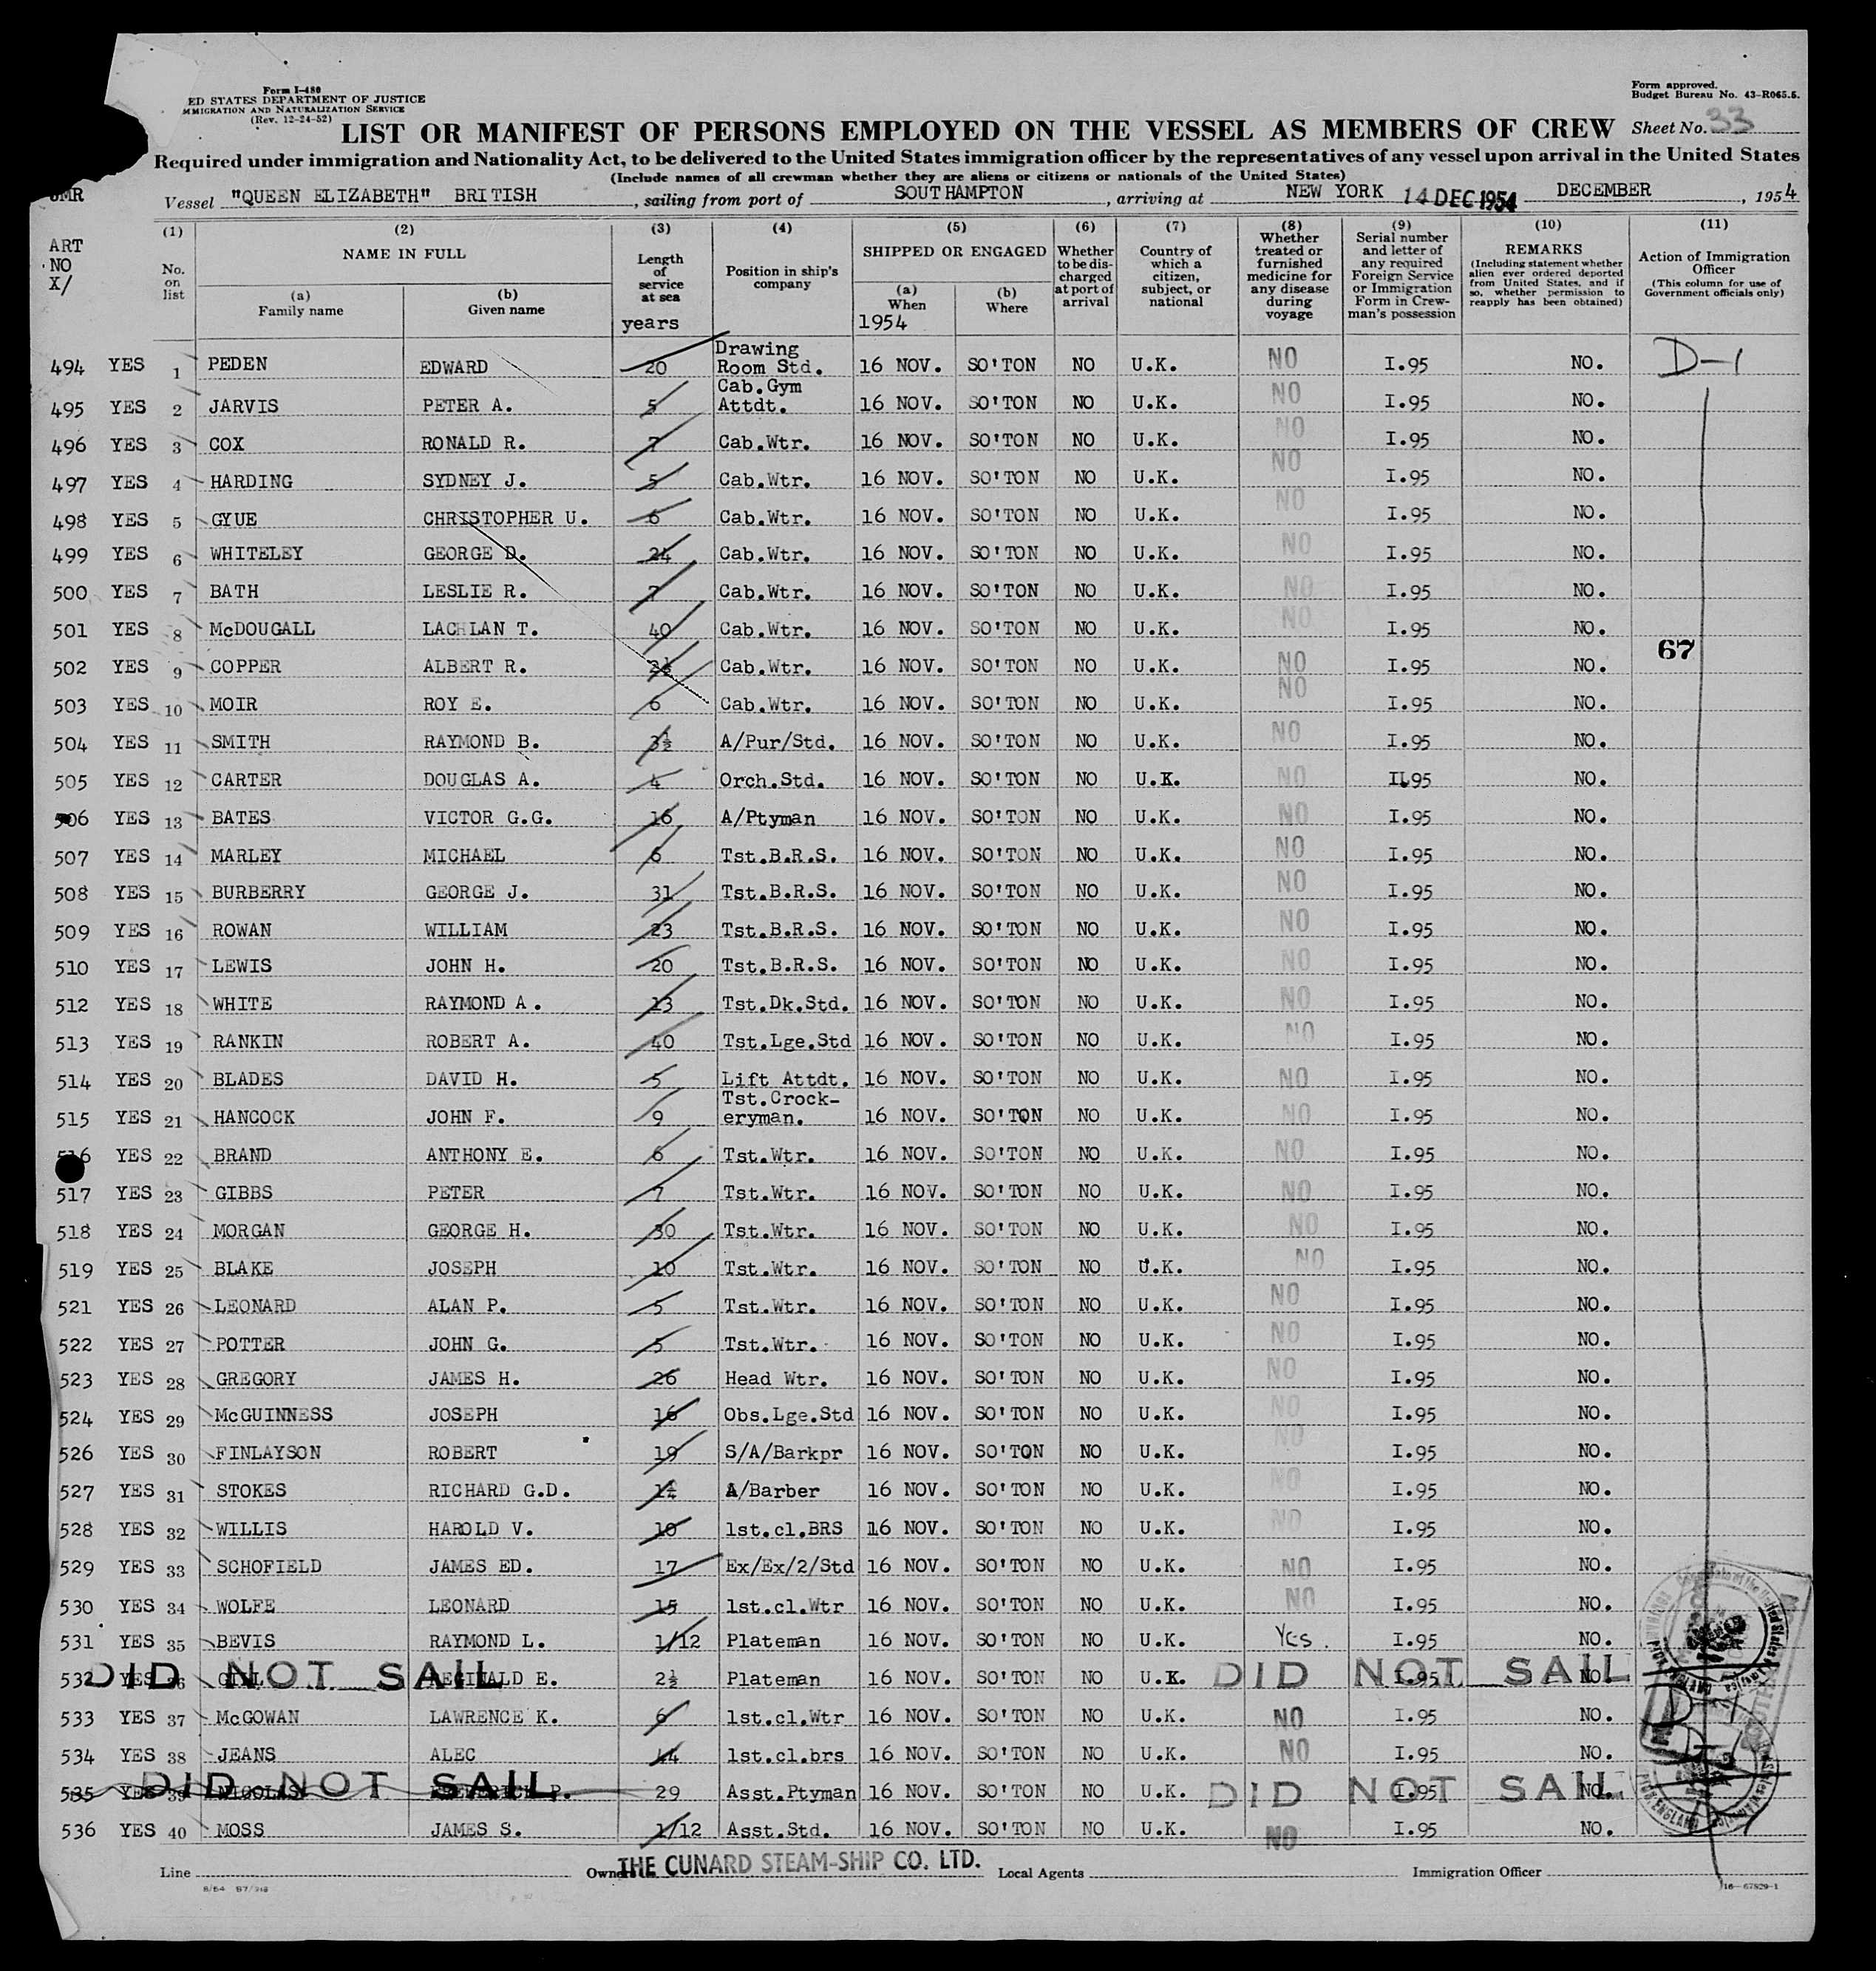 Form I-480
ED STATES DEPARTMENT OF JUSTICE
MMIGRATION AND NATURALIZATION SERVICE
(Rev. 12-24-52)
Form approved.
Budget Bureau No. 43-R065.5.
LIST OR MANIFEST OF PERSONS EMPLOYED ON THE VESSEL AS MEMBERS OF CREW Sheet No. 33
Required under immigration and Nationality Act, to be delivered to the United States immigration officer by the representatives of any vessel upon arrival in the United States
(Include names of all crewman whether they are aliens or citizens or nationals of the United States)
Vessel "QUEEN ELIZABETH" BRITISH , sailing from port of SOUTHAMPTON , arriving at NEW YORK 14 DEC 1954 DECEMBER , 1954
ART NO X/
(1) No. on list
(2) NAME IN FULL
(a) Family name
(b) Given name
(3) Length of service at sea
years
(4) Position in ship's company
(5) SHIPPED OR ENGAGED
(a) When
1954
(b) Where
(6) Whether to be discharged at port of arrival
(7) Country of which a citizen, subject, or national
(8) Whether treated or furnished medicine for any disease during voyage
(9) Serial number and letter of any required Foreign Service or Immigration Form in Crewman's possession
(10) REMARKS (Including statement whether alien ever ordered deported from United States, and if so, whether permission to reapply has been obtained)
(11) Action of Immigration Officer (This column for use of Government officials only)
494 YES 1 PEDEN EDWARD 20 Drawing Room Std. 16 NOV. SO'TON NO U.K. NO I.95 NO. D-1
495 YES 2 JARVIS PETER A. 5 Cab.Gym Attdt. 16 NOV. SO'TON NO U.K. NO I.95 NO.
496 YES 3 COX RONALD R. 7 Cab.Wtr. 16 NOV. SO'TON NO U.K. NO I.95 NO.
497 YES 4 HARDING SYDNEY J. 5 Cab.Wtr. 16 NOV. SO'TON NO U.K. NO I.95 NO.
498 YES 5 GYUE CHRISTOPHER U. 6 Cab.Wtr. 16 NOV. SO'TON NO U.K. NO I.95 NO.
499 YES 6 WHITELEY GEORGE D. 24 Cab.Wtr. 16 NOV. SO'TON NO U.K. NO I.95 NO.
500 YES 7 BATH LESLIE R. 7 Cab.Wtr. 16 NOV. SO'TON NO U.K. NO I.95 NO.
501 YES 8 McDOUGALL LACHLAN T. 40 Cab.Wtr. 16 NOV. SO'TON NO U.K. NO I.95 NO.
67
502 YES 9 COPPER ALBERT R. 2½ Cab.Wtr. 16 NOV. SO'TON NO U.K. NO I.95 NO.
503 YES 10 MOIR ROY E. 6 Cab.Wtr. 16 NOV. SO'TON NO U.K. NO I.95 NO.
504 YES 11 SMITH RAYMOND B. 3½ A/Pur/Std. 16 NOV. SO'TON NO U.K. NO I.95 NO.
505 YES 12 CARTER DOUGLAS A. 4 Orch.Std. 16 NOV. SO'TON NO U.K. NO I.95 NO.
506 YES 13 BATES VICTOR G.G. 16 A/Ptyman 16 NOV. SO'TON NO U.K. NO I.95 NO.
507 YES 14 MARLEY MICHAEL 6 Tst.B.R.S. 16 NOV. SO'TON NO U.K. NO I.95 NO.
508 YES 15 BURBERRY GEORGE J. 31 Tst.B.R.S. 16 NOV. SO'TON NO U.K. NO I.95 NO.
509 YES 16 ROWAN WILLIAM 23 Tst.B.R.S. 16 NOV. SO'TON NO U.K. NO I.95 NO.
510 YES 17 LEWIS JOHN H. 20 Tst.B.R.S. 16 NOV. SO'TON NO U.K. NO I.95 NO.
512 YES 18 WHITE RAYMOND A. 13 Tst.Dk.Std. 16 NOV. SO'TON NO U.K. NO I.95 NO.
513 YES 19 RANKIN ROBERT A. 40 Tst.Lge.Std 16 NOV. SO'TON NO U.K. NO I.95 NO.
514 YES 20 BLADES DAVID H. 5 Lift Attdt. 16 NOV. SO'TON NO U.K. NO I.95 NO.
515 YES 21 HANCOCK JOHN F. 9 Tst.Crock-eryman. 16 NOV. SO'TON NO U.K. NO I.95 NO.
516 YES 22 BRAND ANTHONY E. 6 Tst.Wtr. 16 NOV. SO'TON NO U.K. NO I.95 NO.
517 YES 23 GIBBS PETER 7 Tst.Wtr. 16 NOV. SO'TON NO U.K. NO I.95 NO.
518 YES 24 MORGAN GEORGE H. 30 Tst.Wtr. 16 NOV. SO'TON NO U.K. NO I.95 NO.
519 YES 25 BLAKE JOSEPH 10 Tst.Wtr. 16 NOV. SO'TON NO U.K. NO I.95 NO.
521 YES 26 LEONARD ALAN P. 5 Tst.Wtr. 16 NOV. SO'TON NO U.K. NO I.95 NO.
522 YES 27 POTTER JOHN G. 5 Tst.Wtr. 16 NOV. SO'TON NO U.K. NO I.95 NO.
523 YES 28 GREGORY JAMES H. 26 Head Wtr. 16 NOV. SO'TON NO U.K. NO I.95 NO.
524 YES 29 McGUINNESS JOSEPH 16 Obs.Lge.Std 16 NOV. SO'TON NO U.K. NO I.95 NO.
526 YES 30 FINLAYSON ROBERT 19 S/A/Barkpr 16 NOV. SO'TON NO U.K. NO I.95 NO.
527 YES 31 STOKES RICHARD G.D. A/Barber 16 NOV. SO'TON NO U.K. NO I.95 NO.
528 YES 32 WILLIS HAROLD V. 10 1st.cl.BRS 16 NOV. SO'TON NO U.K. NO I.95 NO.
529 YES 33 SCHOFIELD JAMES ED. 17 Ex/Ex/2/Std 16 NOV. SO'TON NO U.K. NO I.95 NO.
530 YES 34 WOLFE LEONARD 15 1st.cl.Wtr 16 NOV. SO'TON NO U.K. NO I.95 NO.
531 YES 35 BEVIS RAYMOND L. 1/12 Plateman 16 NOV. SO'TON NO U.K. Yes. I.95 NO.
532 YES 36 REGINALD E. 2½ Plateman 16 NOV. SO'TON NO U.K. I.95 NO. DID NOT SAIL DID NOT SAIL
533 YES 37 McGOWAN LAWRENCE K. 6 1st.cl.Wtr 16 NOV. SO'TON NO U.K. NO I.95 NO.
534 YES 38 JEANS ALEC 44 1st.cl.brs 16 NOV. SO'TON NO U.K. NO I.95 NO.
535 YES 39 29 Asst.Ptyman 16 NOV. SO'TON NO U.K. I.95 NO. DID NOT SAIL DID NOT SAIL
536 YES 40 MOSS JAMES S. 1/12 Asst.Std. 16 NOV. SO'TON NO U.K. NO I.95 NO.
Line Owner THE CUNARD STEAM-SHIP CO. LTD. Local Agents Immigration Officer
16-67829-1